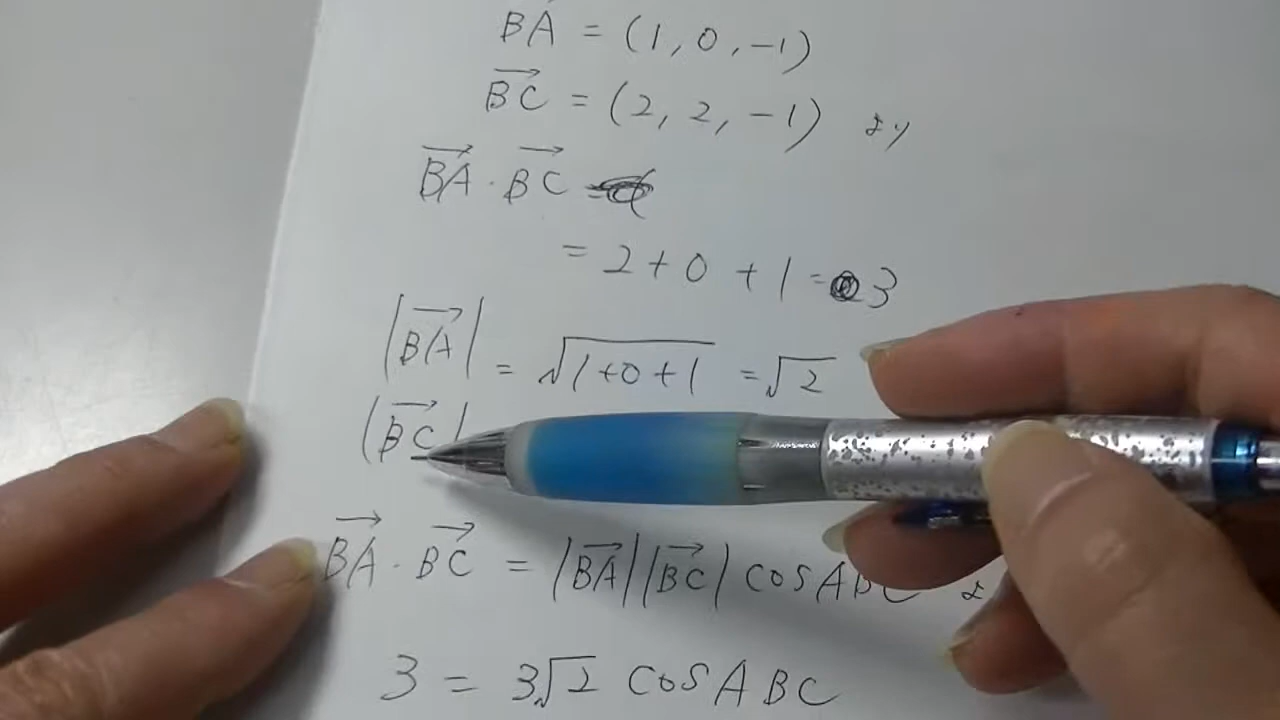 BA = (1, 0, -1)
BC = (2, 2, -1) より
BA · BC
= 2 + 0 + 1 = 3
|BA| = √1+0+1 = √2
|BC|
BA · BC = |BA||BC| cos ABC
3 = 3√2 cos ABC